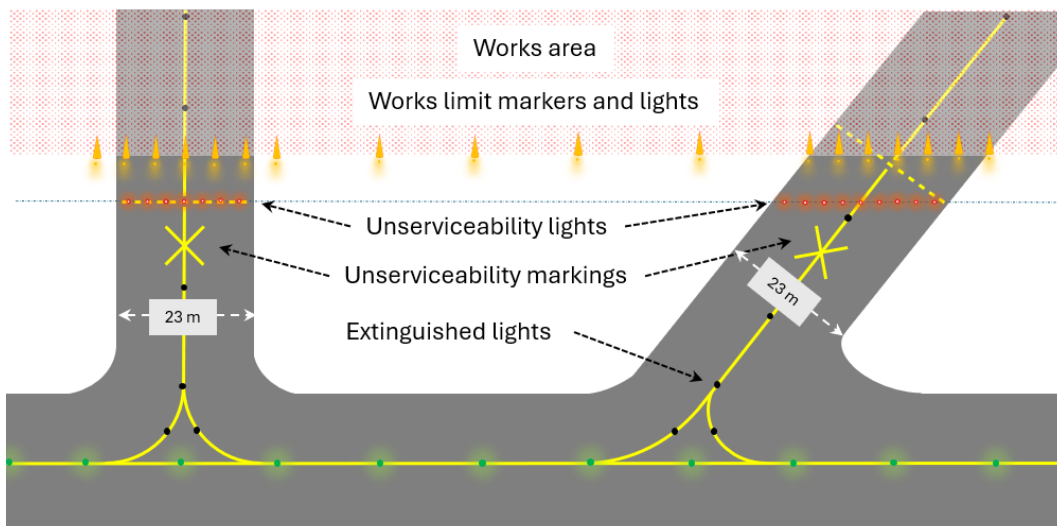 Works area
Works limit markers and lights
Unserviceability lights
Unserviceability markings
23 m
23 m
Extinguished lights